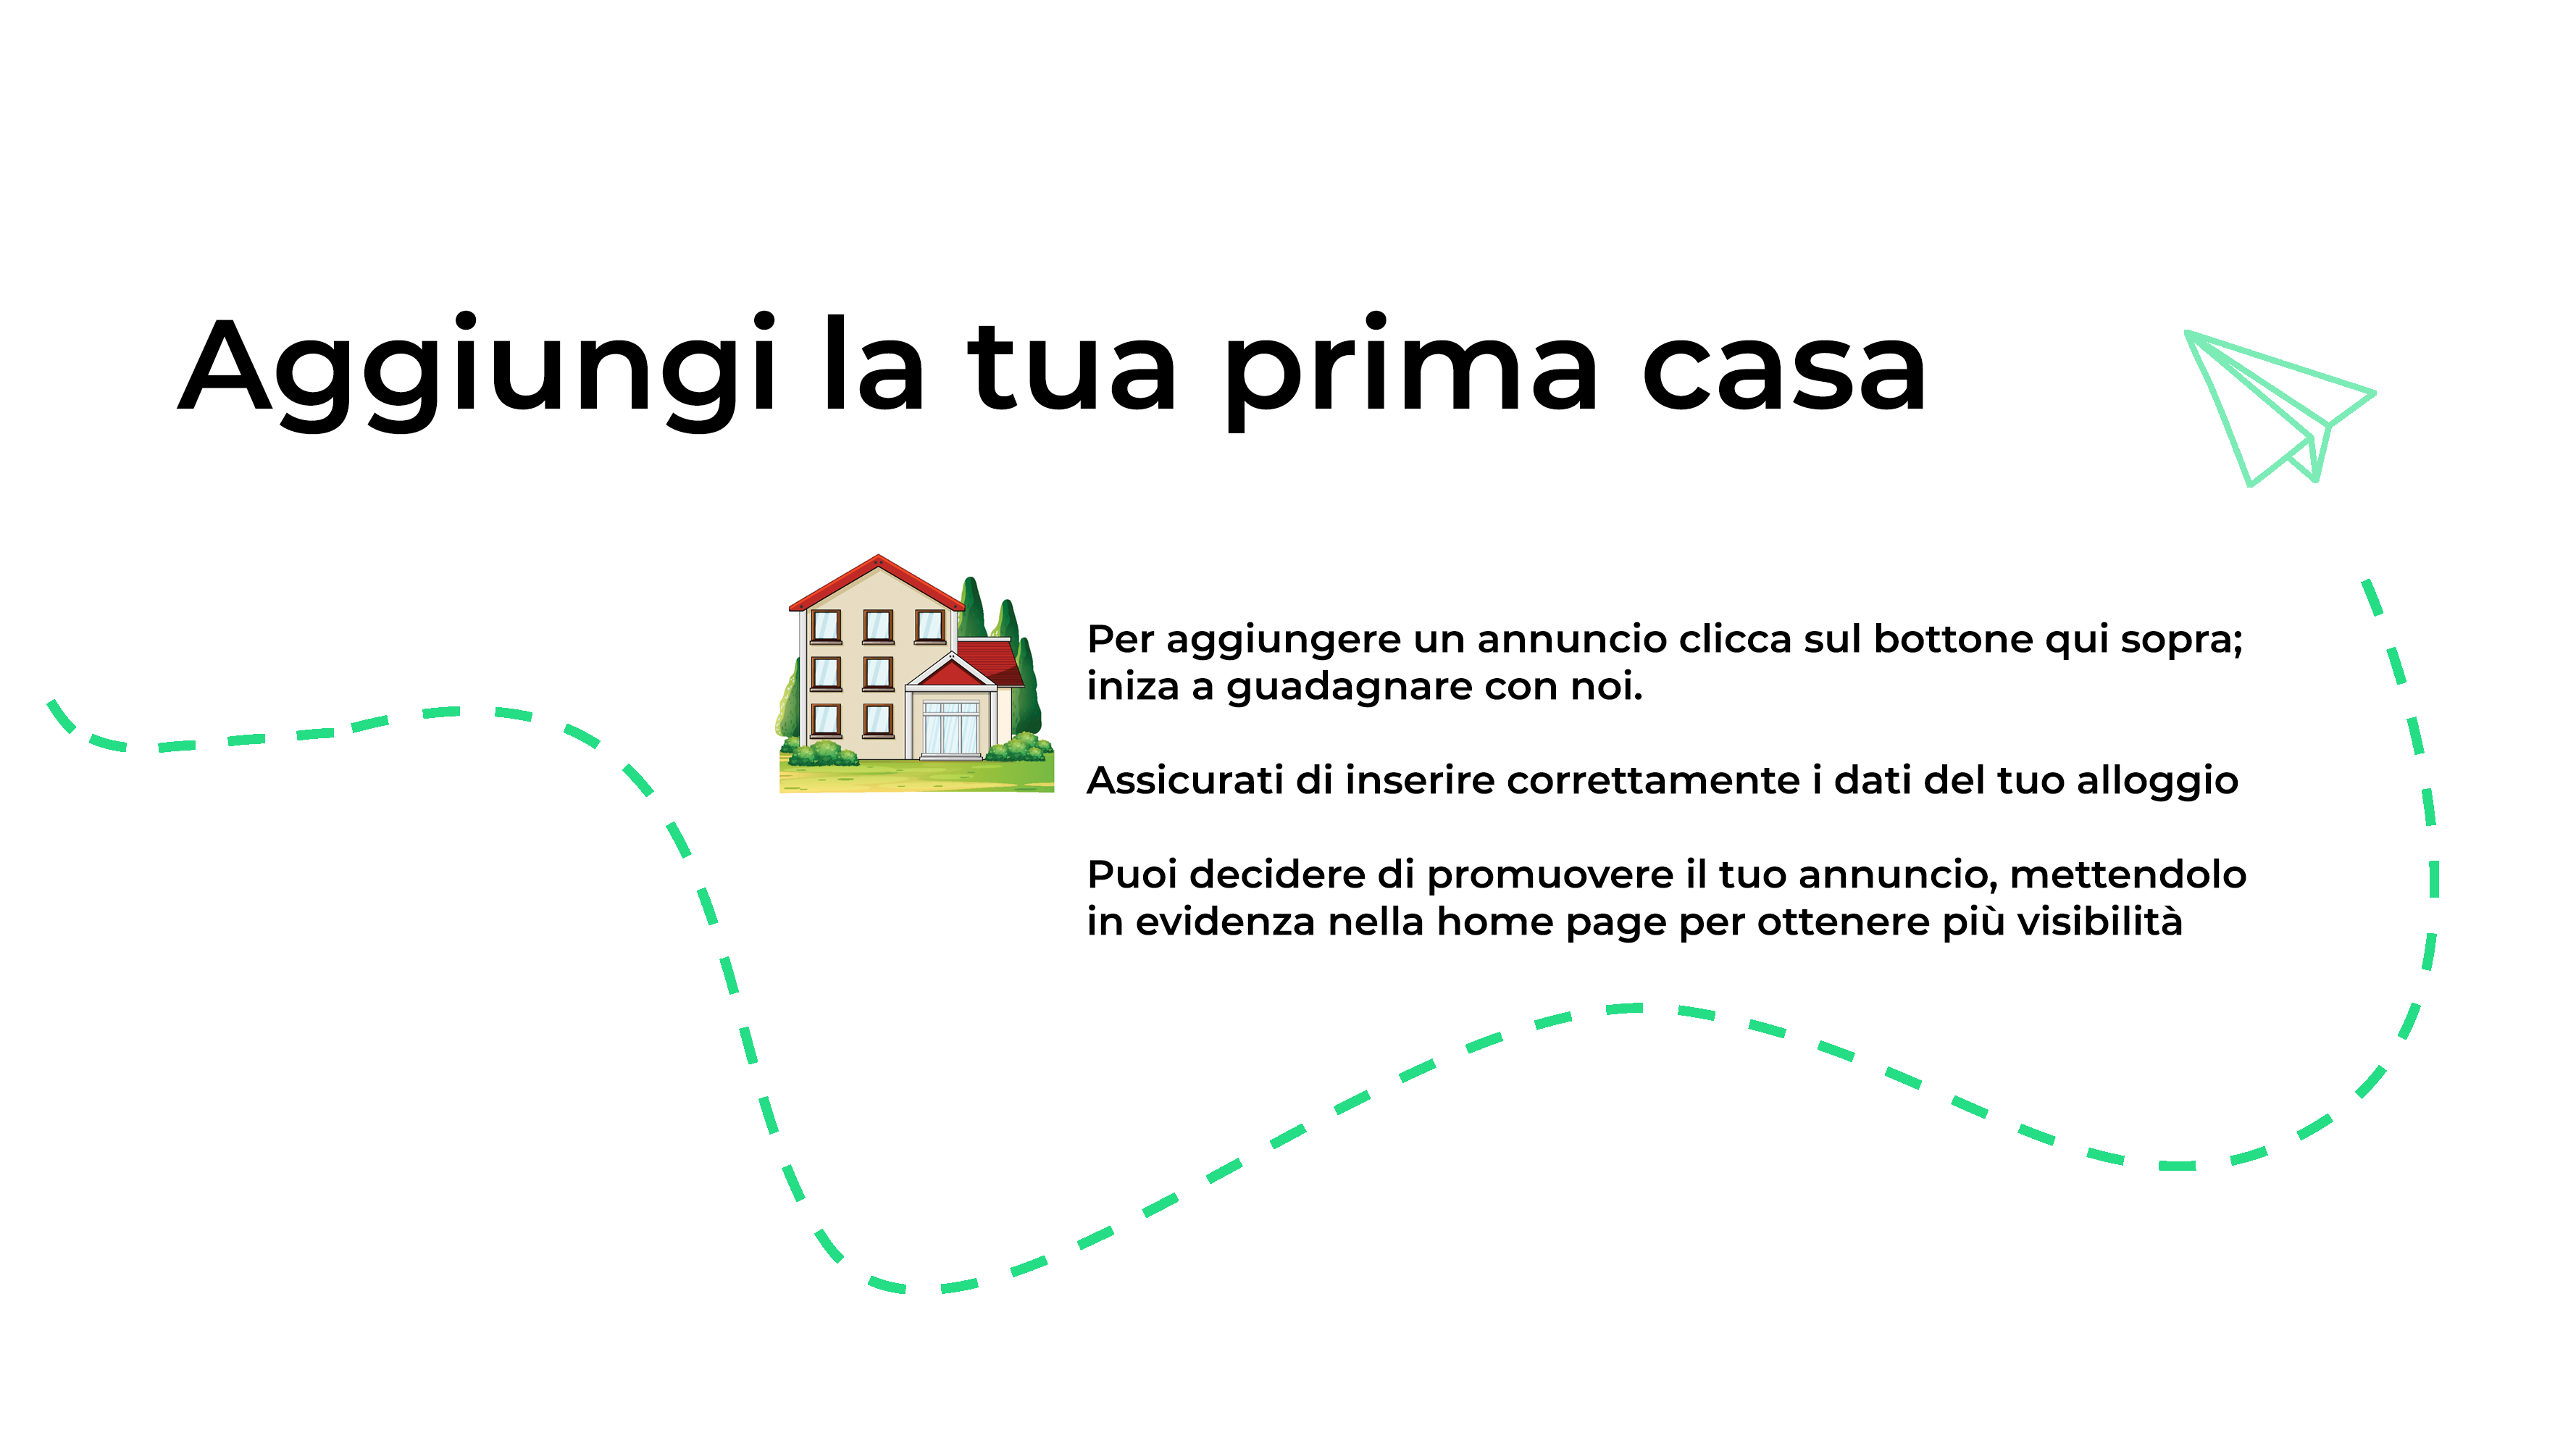 Aggiungi la tua prima casa
Per aggiungere un annuncio clicca sul bottone qui sopra;
iniza a guadagnare con noi.
Assicurati di inserire correttamente i dati del tuo alloggio
Puoi decidere di promuovere il tuo annuncio, mettendolo
in evidenza nella home page per ottenere più visibilità